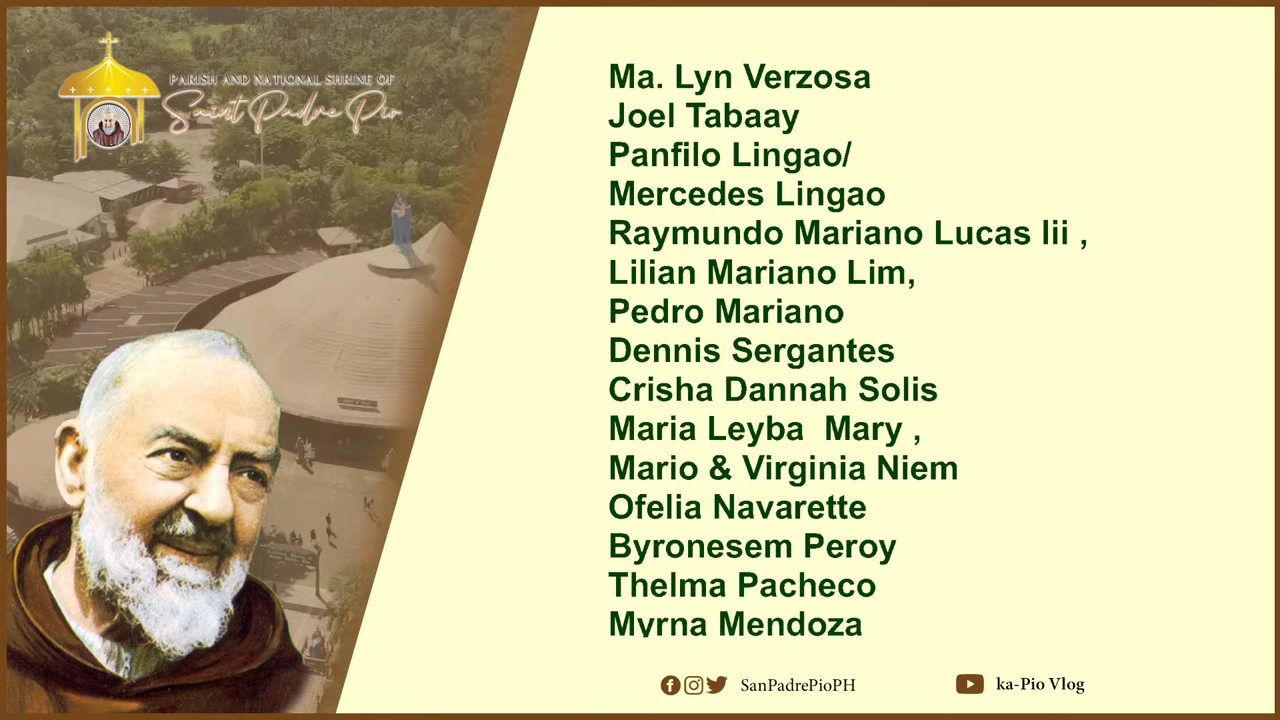 PARISH AND NATIONAL SHRINE OF
Saint Padre Pio
Ma. Lyn Verzosa
Joel Tabaay
Panfilo Lingao/
Mercedes Lingao
Raymundo Mariano Lucas Iii ,
Lilian Mariano Lim,
Pedro Mariano
Dennis Sergantes
Crisha Dannah Solis
Maria Leyba  Mary ,
Mario & Virginia Niem
Ofelia Navarette
Byronesem Peroy
Thelma Pacheco
Myrna Mendoza
SanPadrePioPH
ka-Pio Vlog